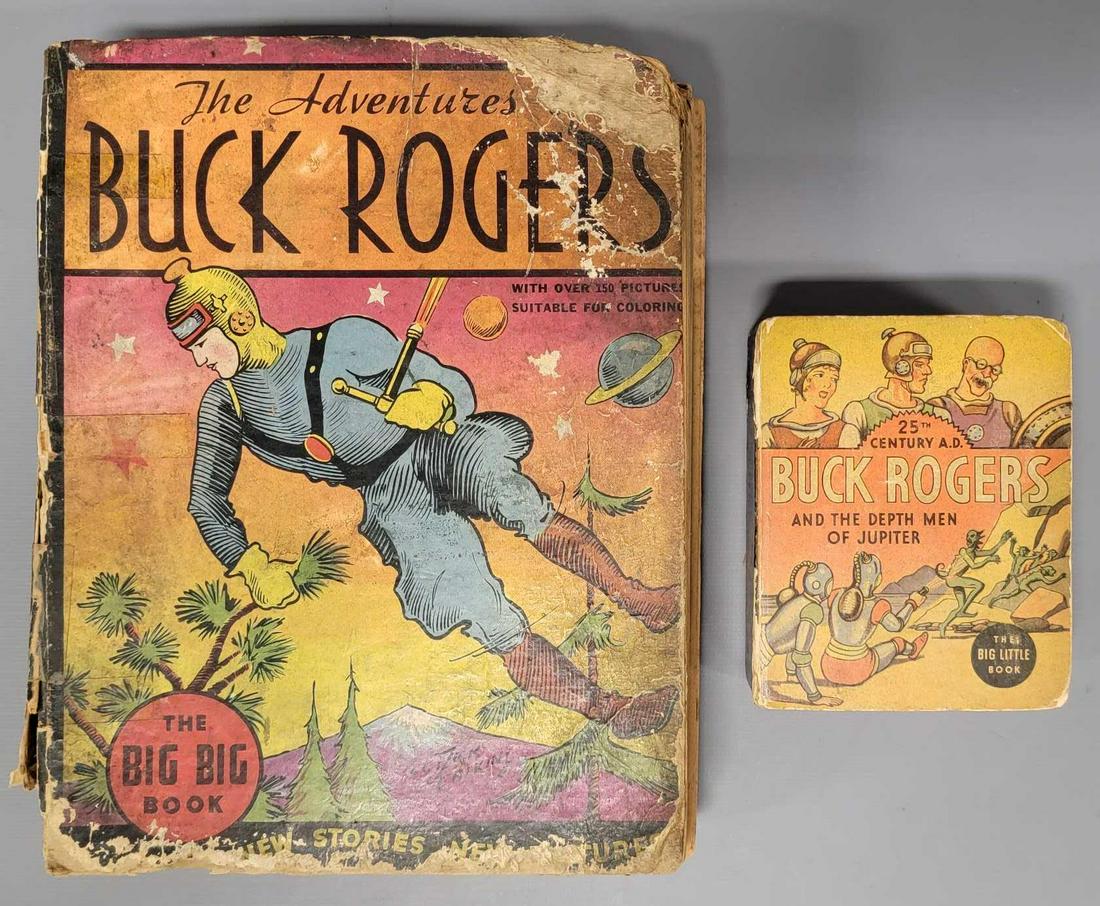 The Adventures
BUCK ROGERS
WITH OVER 150 PICTURES
SUITABLE FOR COLORING
THE
BIG BIG
BOOK
NEW STORIES
25TH
CENTURY A.D.
BUCK ROGERS
AND THE DEPTH MEN
OF JUPITER
THE
BIG LITTLE
BOOK